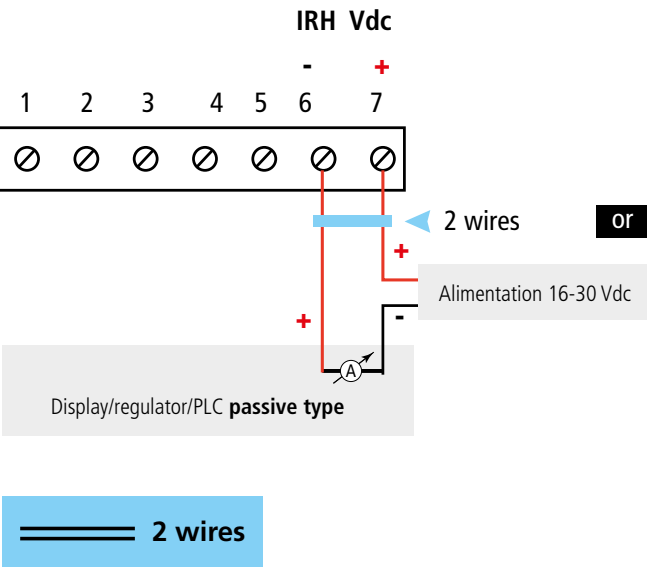 IRH Vdc
- +
1 2 3 4 5 6 7
2 wires
or
+
Alimentation 16-30 Vdc
-
+
A
Display/regulator/PLC passive type
2 wires